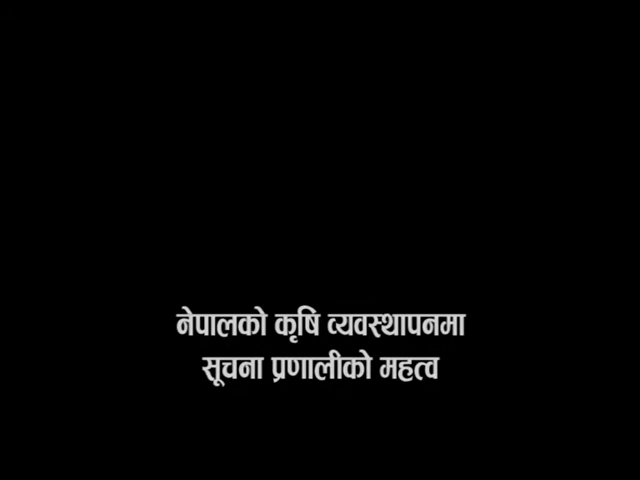 नेपालको कृषि व्यवस्थापनमा
सूचना प्रणालीको महत्व